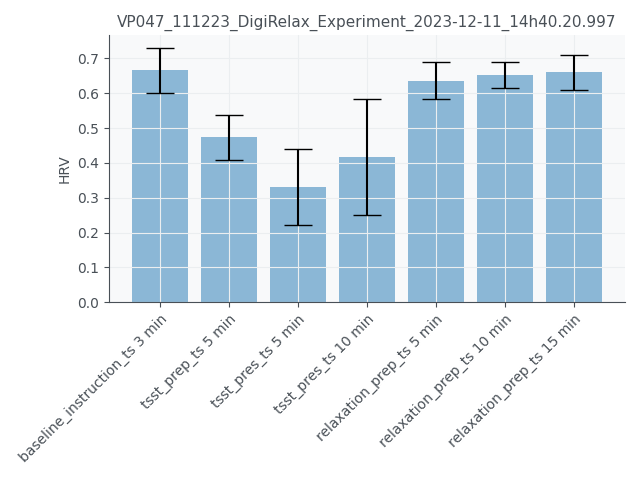 VP047_111223_DigiRelax_Experiment_2023-12-11_14h40.20.997
HRV
0.7
0.6
0.5
0.4
0.3
0.2
0.1
0.0
baseline_instruction_ts 3 min
tsst_prep_ts 5 min
tsst_pres_ts 5 min
tsst_pres_ts 10 min
relaxation_prep_ts 5 min
relaxation_prep_ts 10 min
relaxation_prep_ts 15 min